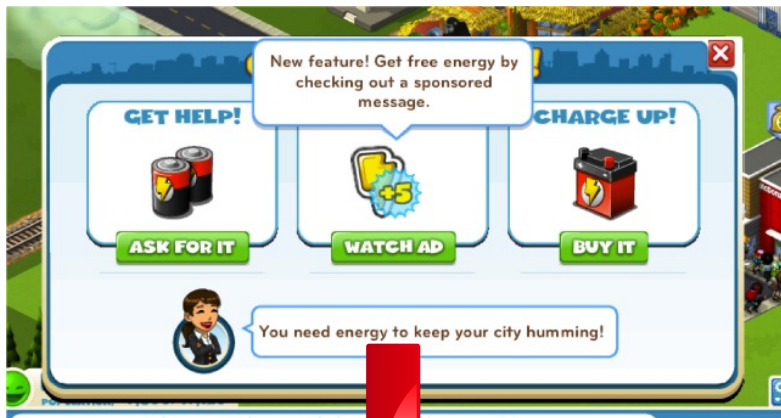 New feature! Get free energy by
checking out a sponsored
message.
!
GET HELP!
CHARGE UP!
+5
ASK FOR IT
WATCH AD
BUY IT
You need energy to keep your city humming!